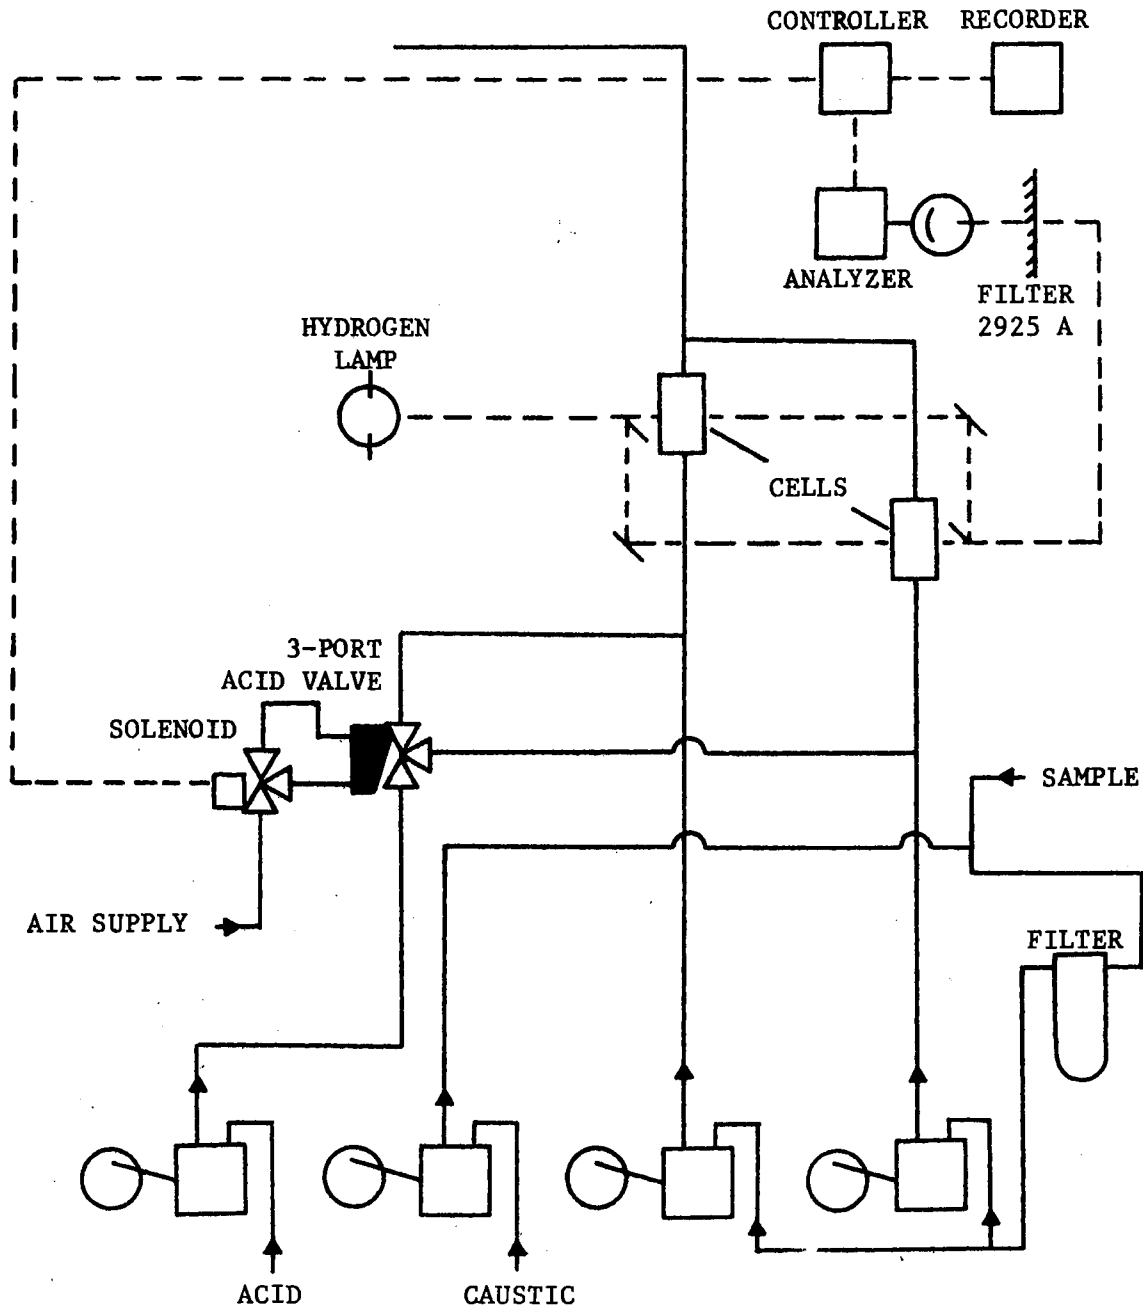 CONTROLLER RECORDER
ANALYZER
FILTER
2925 A
HYDROGEN
LAMP
CELLS
3-PORT
ACID VALVE
SOLENOID
SAMPLE
AIR SUPPLY
FILTER
ACID
CAUSTIC